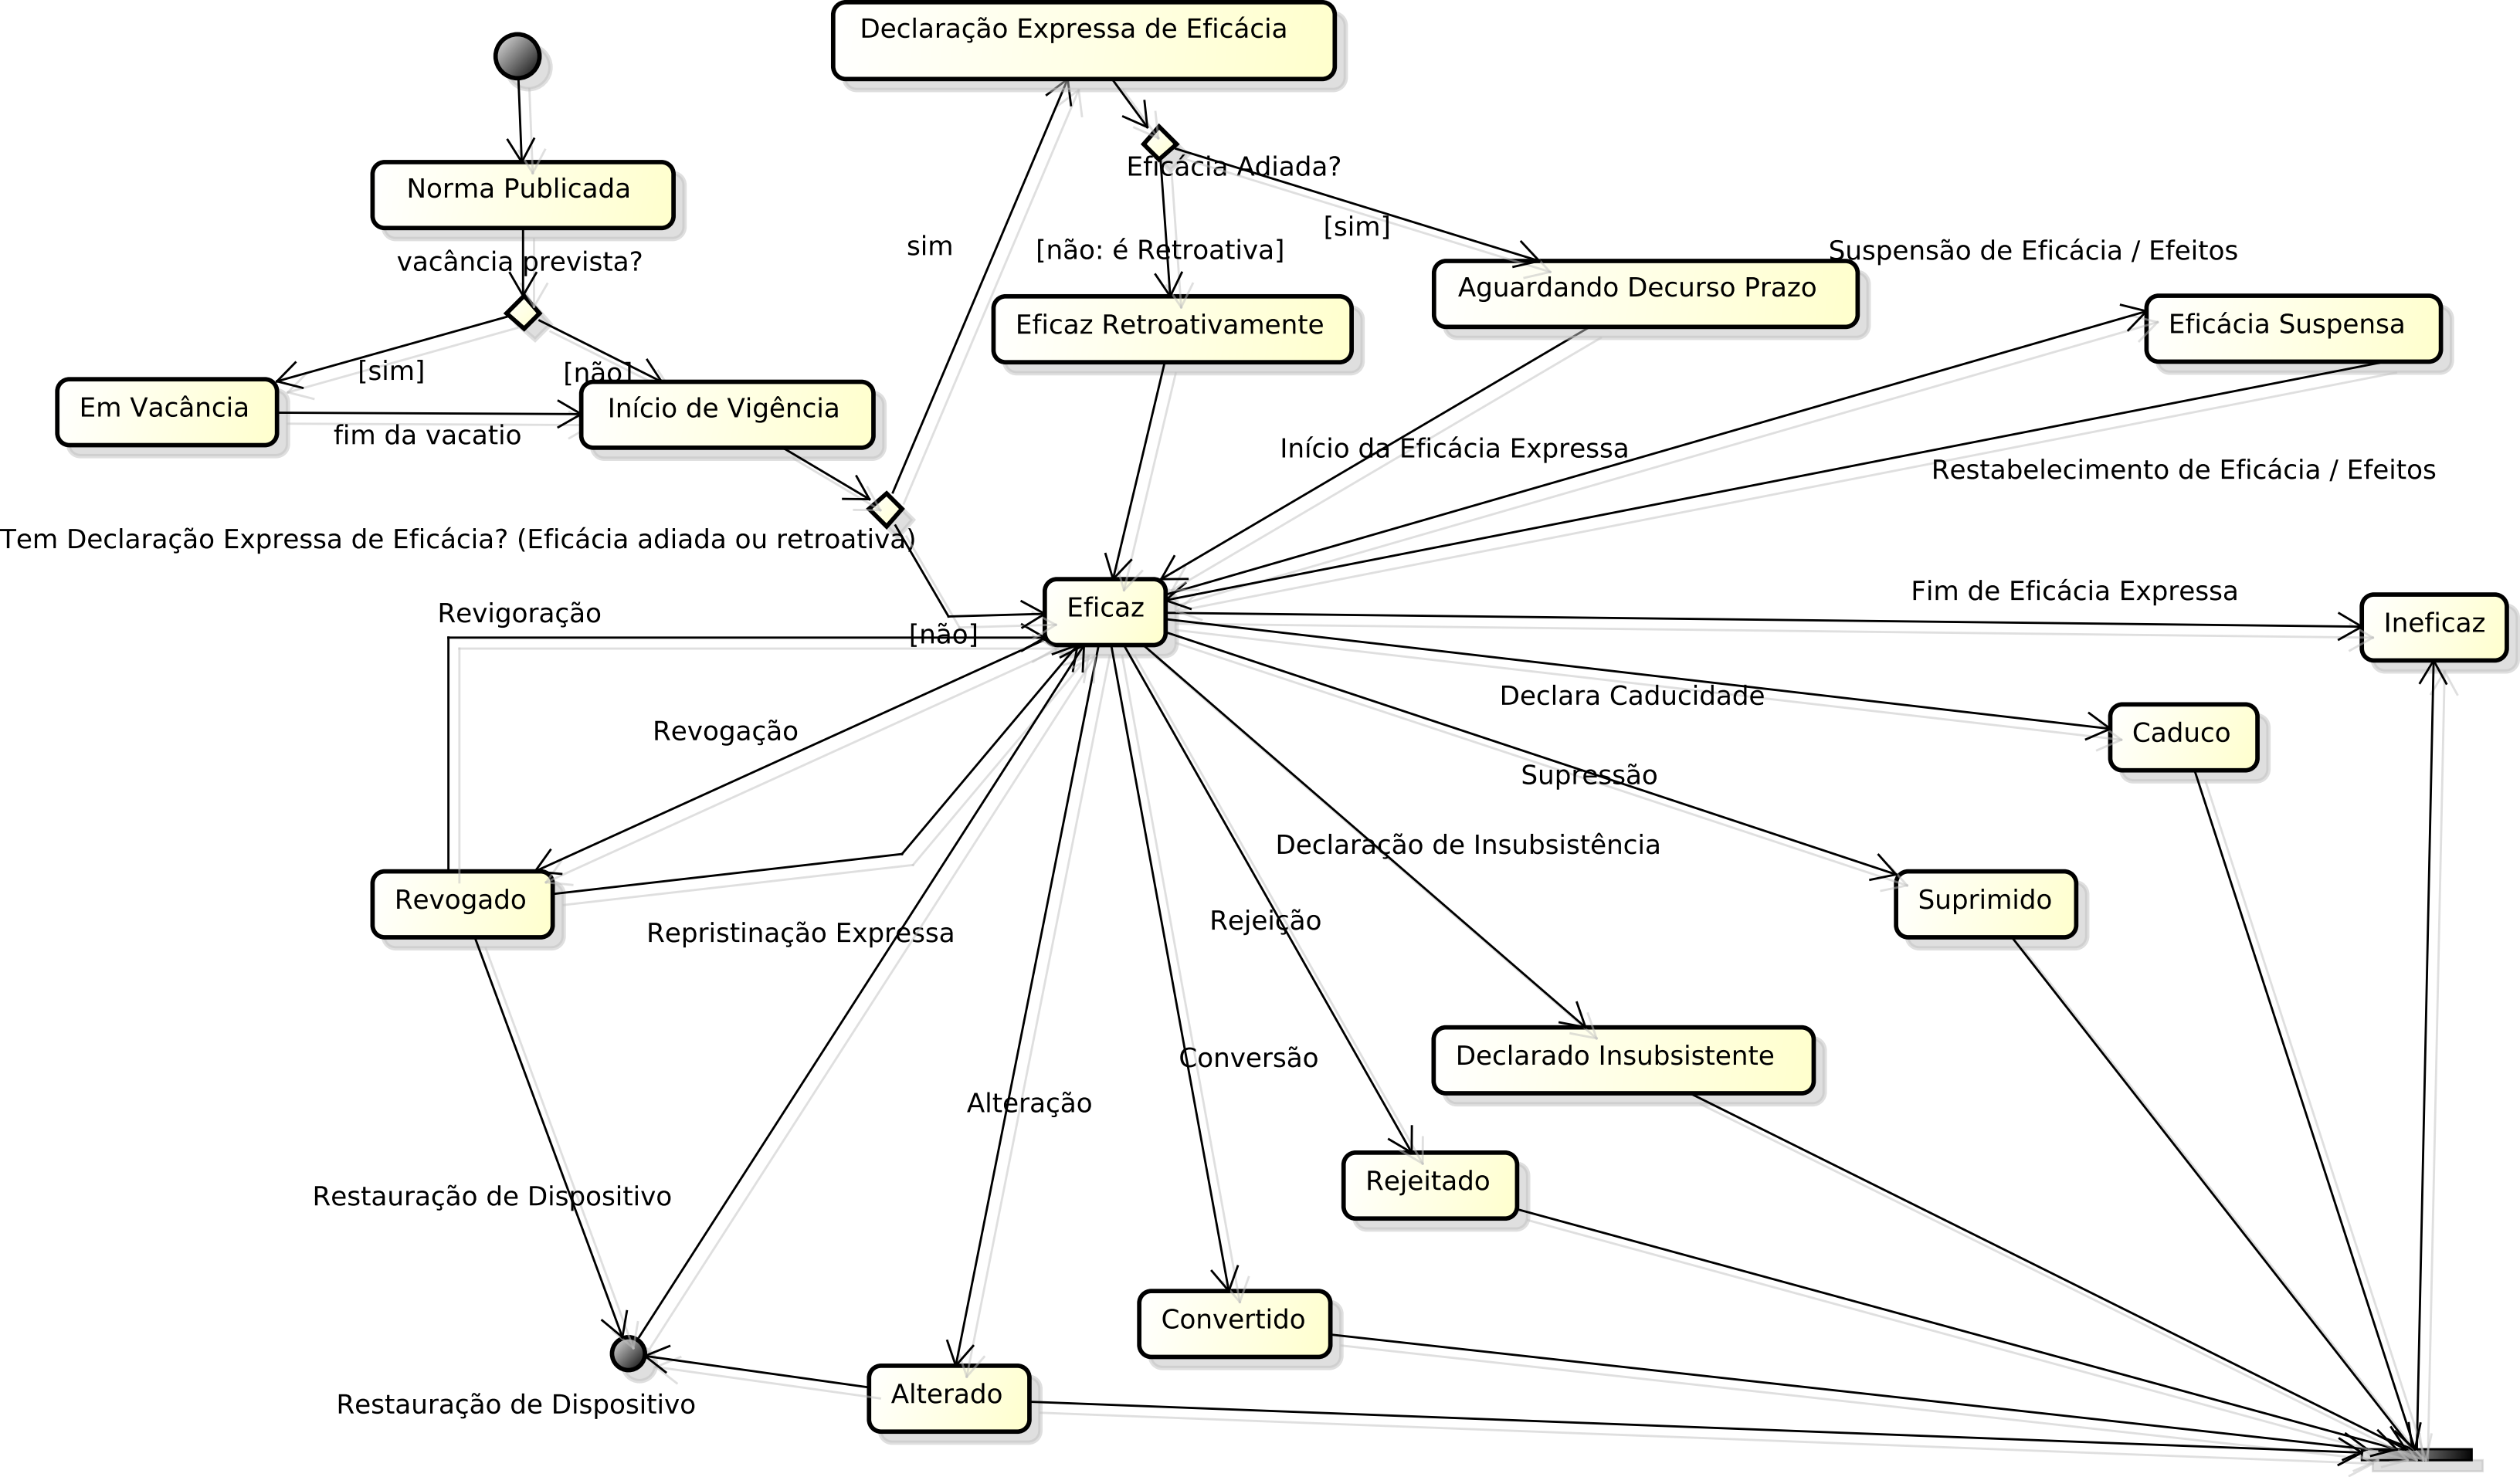 Declaração Expressa de Eficácia
Norma Publicada
vacância prevista?
Eficácia Adiada?
[sim]
sim
[não: é Retroativa]
Suspensão de Eficácia / Efeitos
Aguardando Decurso Prazo
Eficaz Retroativamente
Eficácia Suspensa
[sim]
[não]
Em Vacância
Início de Vigência
fim da vacatio
Início da Eficácia Expressa
Restabelecimento de Eficácia / Efeitos
Tem Declaração Expressa de Eficácia? (Eficácia adiada ou retroativa)
Fim de Eficácia Expressa
Eficaz
Revigoração
Ineficaz
[não]
Declara Caducidade
Revogação
Caduco
Supressão
Declaração de Insubsistência
Revogado
Suprimido
Rejeição
Repristinação Expressa
Conversão
Declarado Insubsistente
Alteração
Rejeitado
Restauração de Dispositivo
Convertido
Alterado
Restauração de Dispositivo